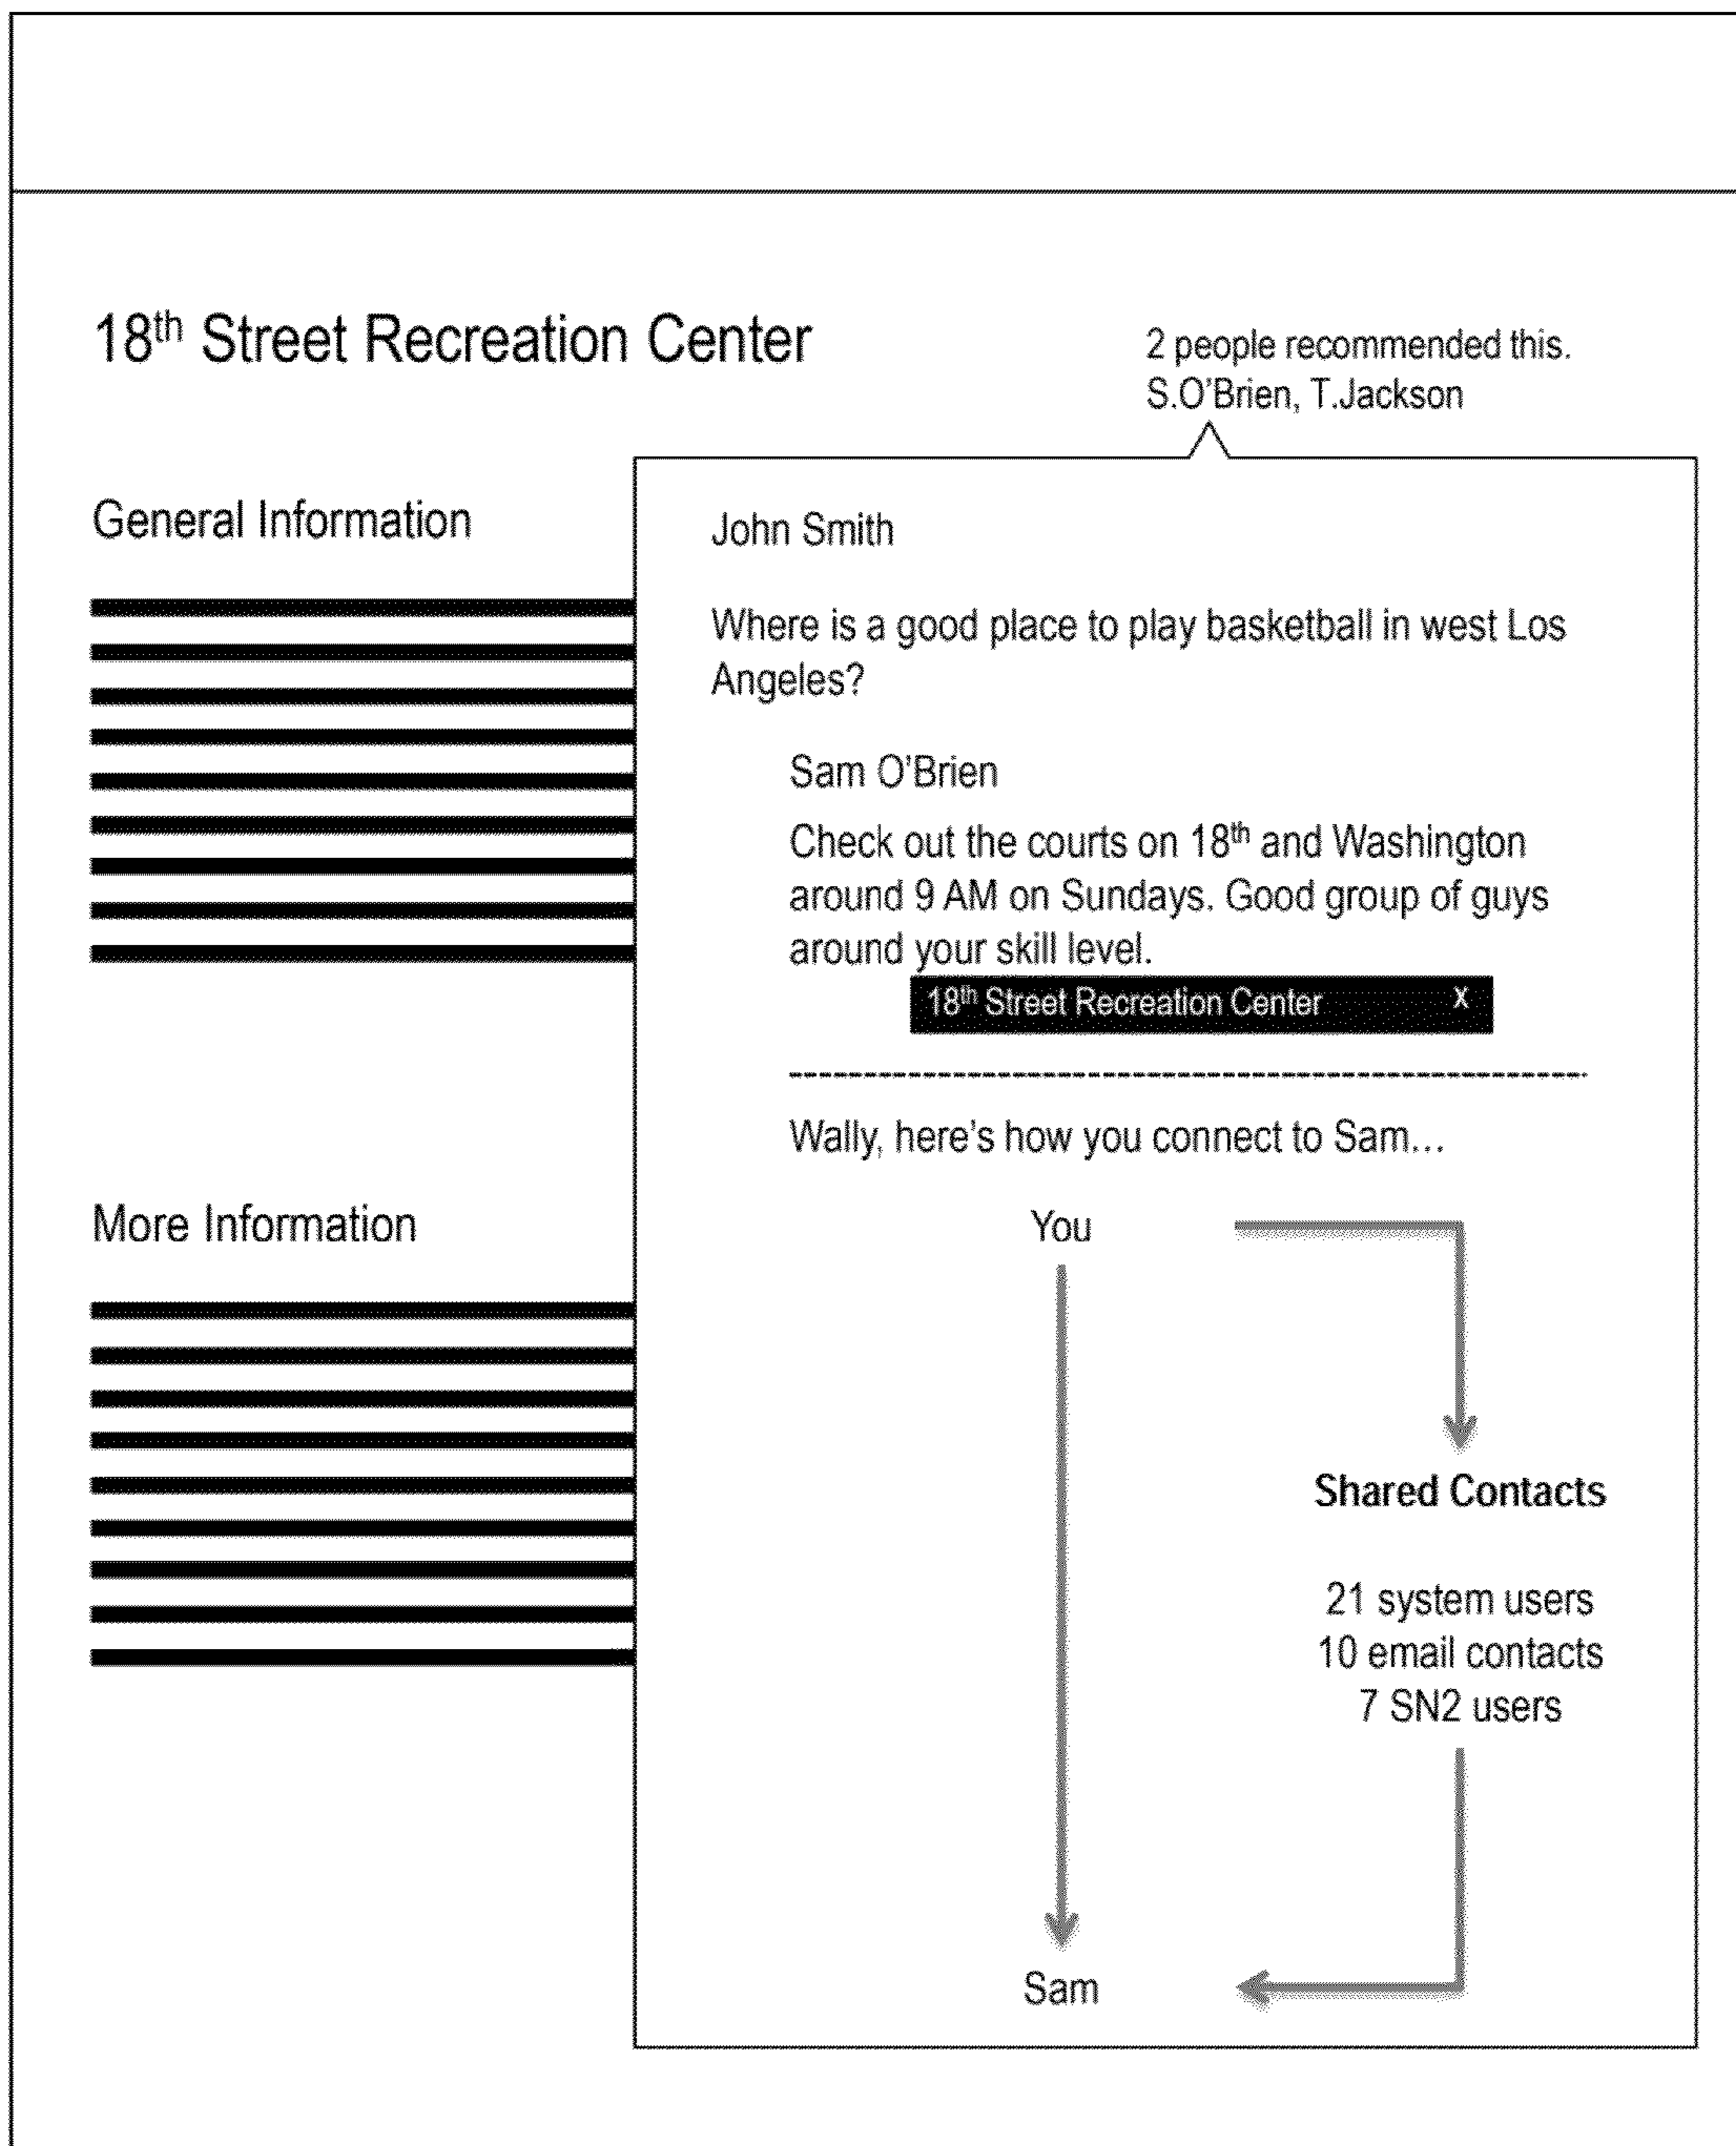 18th Street Recreation Center
2 people recommended this.
S.O'Brien, T.Jackson
General Information
John Smith
Where is a good place to play basketball in west Los
Angeles?
Sam O'Brien
Check out the courts on 18th and Washington
around 9 AM on Sundays. Good group of guys
around your skill level.
18th Street Recreation Center X
Wally, here's how you connect to Sam...
More Information
You
Shared Contacts
21 system users
10 email contacts
7 SN2 users
Sam